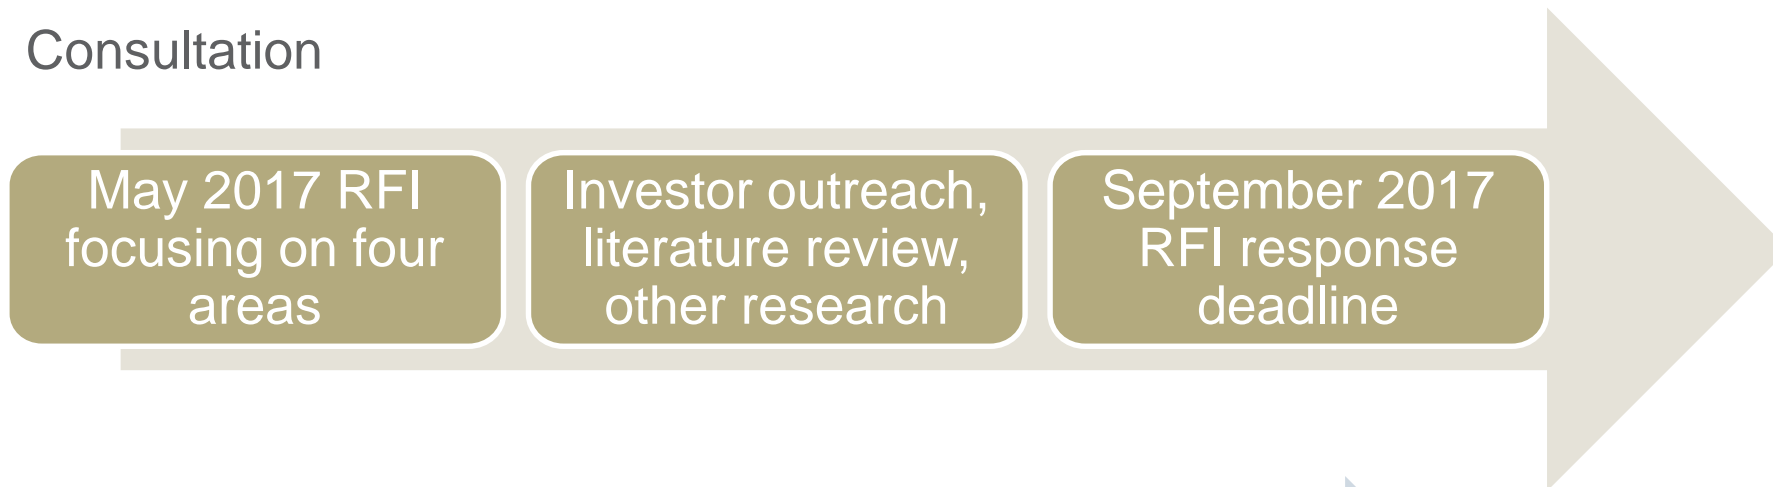 Consultation
May 2017 RFI
focusing on four
areas
Investor outreach,
literature review,
other research
September 2017
RFI response
deadline